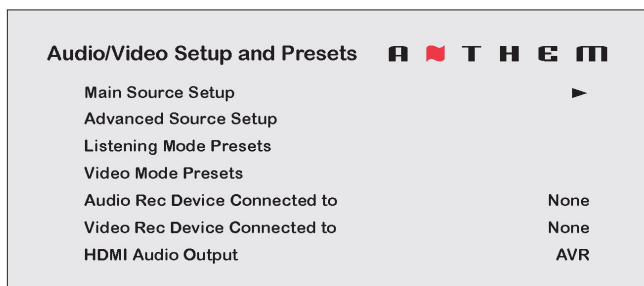 Audio/Video Setup and Presets ANTHEM
Main Source Setup
Advanced Source Setup
Listening Mode Presets
Video Mode Presets
Audio Rec Device Connected to None
Video Rec Device Connected to None
HDMI Audio Output AVR